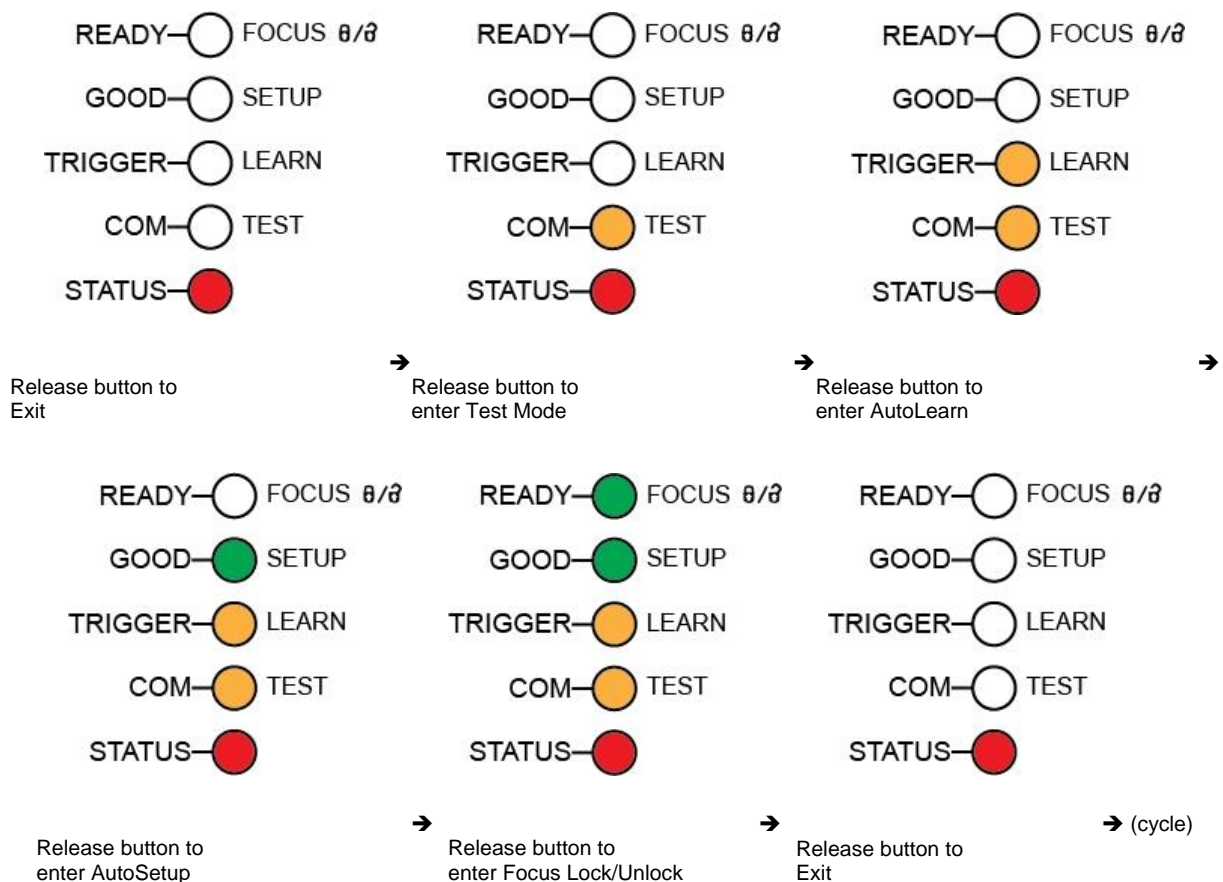 READY FOCUS 🔒/🔓 READY FOCUS 🔒/🔓 READY FOCUS 🔒/🔓
GOOD SETUP GOOD SETUP GOOD SETUP
TRIGGER LEARN TRIGGER LEARN TRIGGER LEARN
COM TEST COM TEST COM TEST
STATUS STATUS STATUS
➔ ➔ ➔
Release button to Release button to Release button to
Exit enter Test Mode enter AutoLearn
READY FOCUS 🔒/🔓 READY FOCUS 🔒/🔓 READY FOCUS 🔒/🔓
GOOD SETUP GOOD SETUP GOOD SETUP
TRIGGER LEARN TRIGGER LEARN TRIGGER LEARN
COM TEST COM TEST COM TEST
STATUS STATUS STATUS
➔ ➔ ➔ (cycle)
Release button to Release button to Release button to
enter AutoSetup enter Focus Lock/Unlock Exit